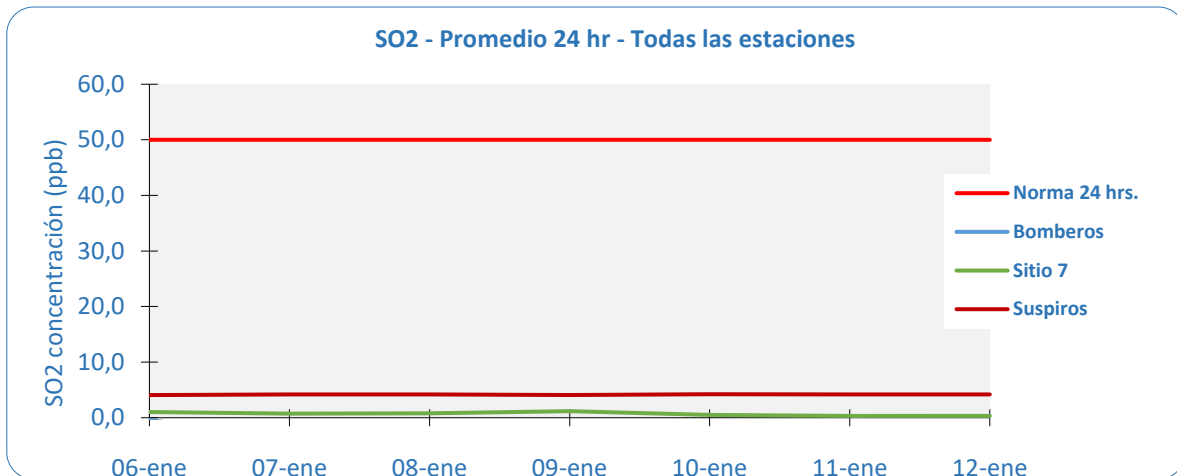 SO2 - Promedio 24 hr - Todas las estaciones
60,0
50,0
40,0
30,0
20,0
10,0
0,0
SO2 concentración (ppb)
06-ene 07-ene 08-ene 09-ene 10-ene 11-ene 12-ene
Norma 24 hrs.
Bomberos
Sitio 7
Suspiros